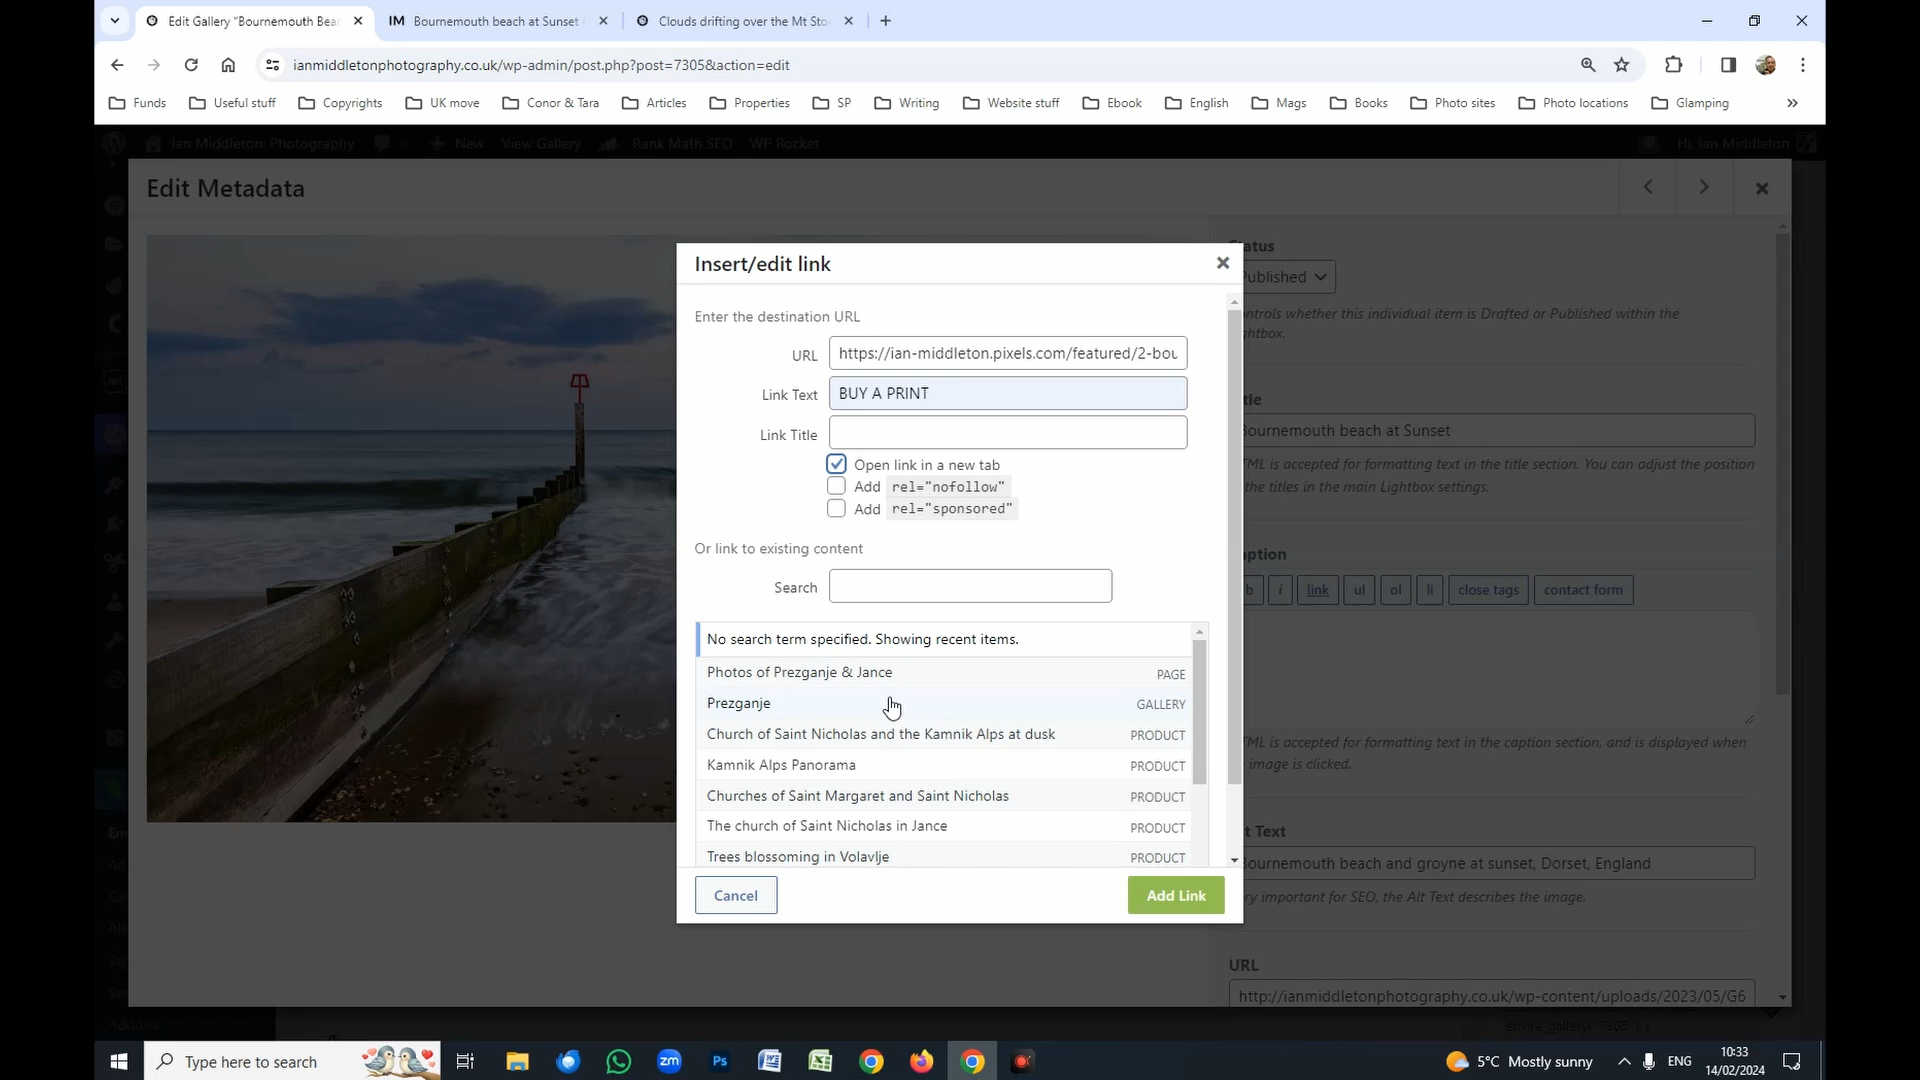 Edit Gallery "Bournemouth Bea
IM Bournemouth beach at Sunset
Clouds drifting over the Mt Sto
ianmiddletonphotography.co.uk/wp-admin/post.php?post=7305&action=edit
Funds
Useful stuff
Copyrights
UK move
Conor & Tara
Articles
Properties
SP
Writing
Website stuff
Ebook
English
Mags
Books
Photo sites
Photo locations
Glamping
Ian Middleton: Photography
New
View Gallery
Rank Math SEO
WP Rocket
Hi, Ian Middleton
Edit Metadata
Insert/edit link
Enter the destination URL
URL https://ian-middleton.pixels.com/featured/2-bou
Link Text BUY A PRINT
Link Title
Open link in a new tab
Add rel="nofollow"
Add rel="sponsored"
Or link to existing content
Search
No search term specified. Showing recent items.
Photos of Prezganje & Jance PAGE
Prezganje GALLERY
Church of Saint Nicholas and the Kamnik Alps at dusk PRODUCT
Kamnik Alps Panorama PRODUCT
Churches of Saint Margaret and Saint Nicholas PRODUCT
The church of Saint Nicholas in Jance PRODUCT
Trees blossoming in Volavlje PRODUCT
Cancel
Add Link
tatus
Published
ntrols whether this individual item is Drafted or Published within the
ghtbox.
tle
Bournemouth beach at Sunset
TML is accepted for formatting text in the title section. You can adjust the position
the titles in the main Lightbox settings.
aption
b i link ul ol li close tags contact form
TML is accepted for formatting text in the caption section, and is displayed when
image is clicked.
t Text
Bournemouth beach and groyne at sunset, Dorset, England
ry important for SEO, the Alt Text describes the image.
URL
http://ianmiddletonphotography.co.uk/wp-content/uploads/2023/05/G6
Type here to search
zm
Ps
5°C Mostly sunny
ENG
10:33
14/02/2024